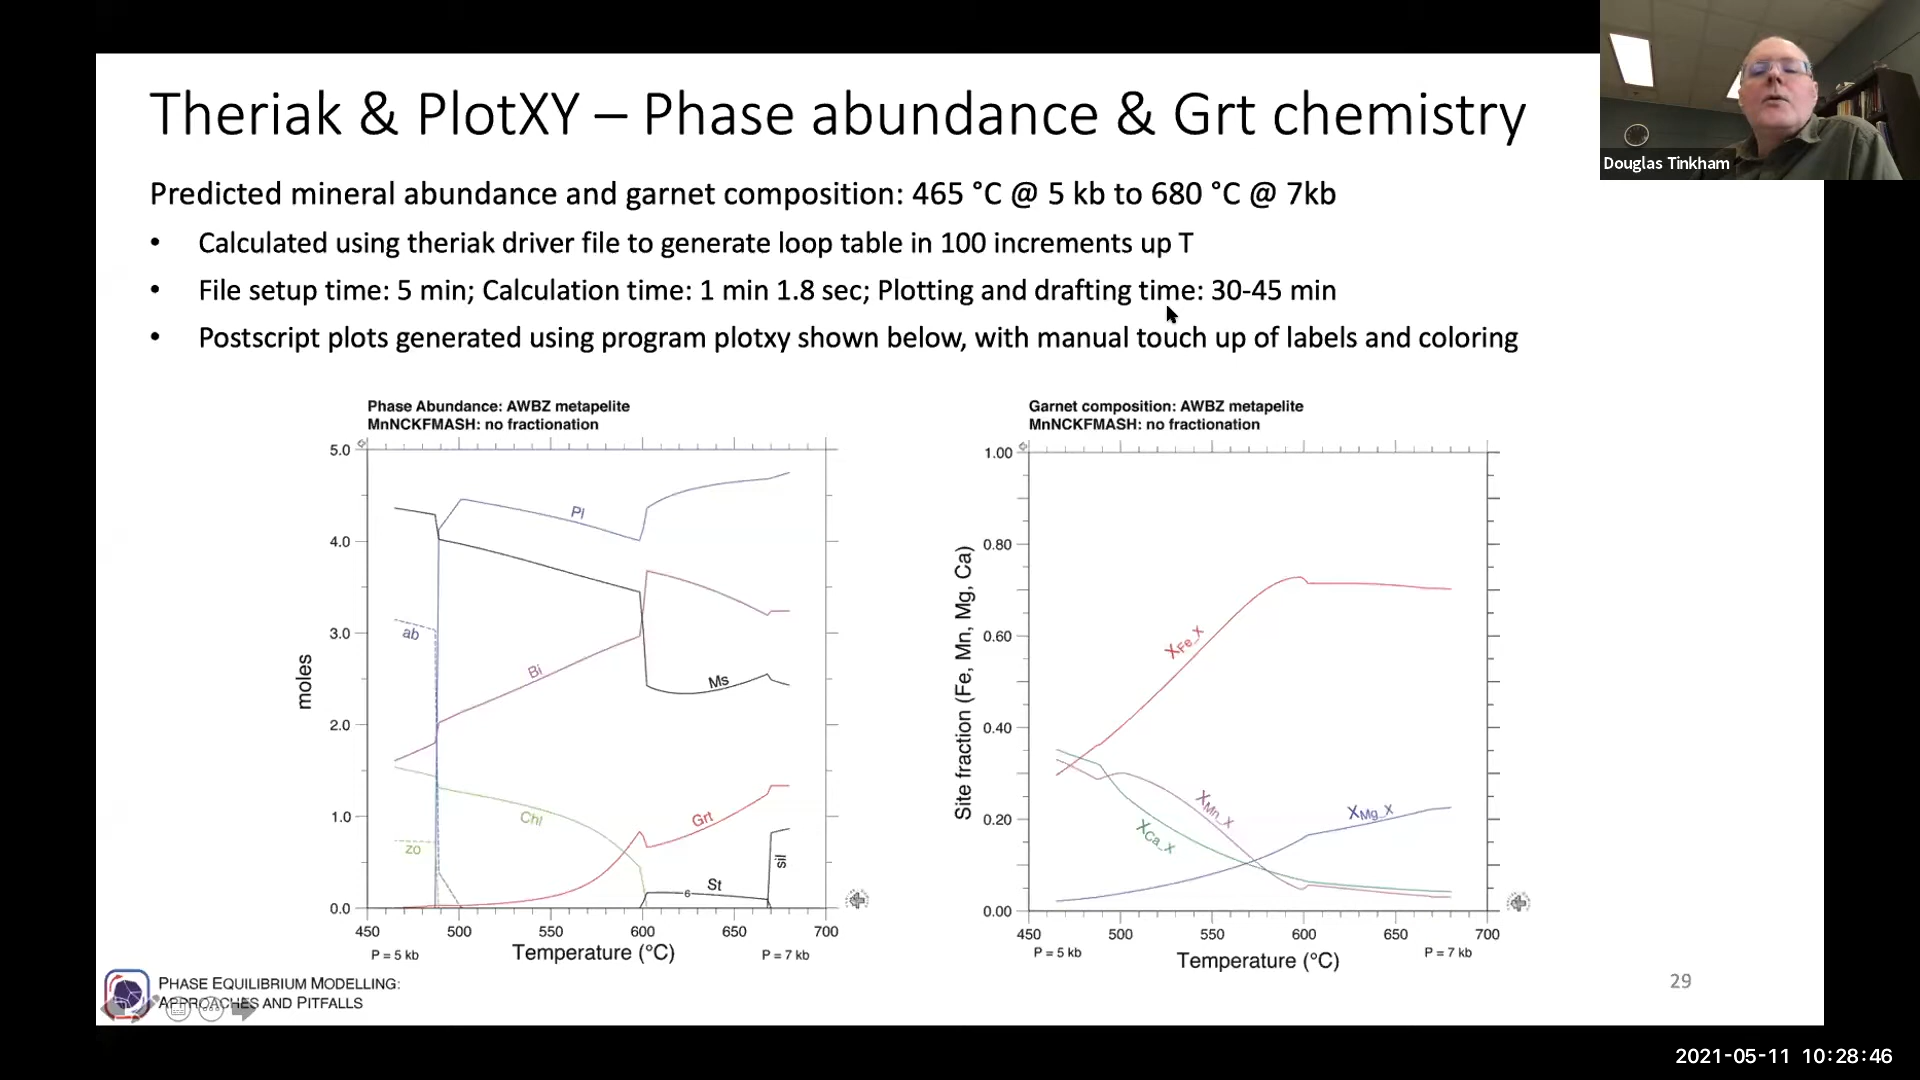 Theriak & PlotXY – Phase abundance & Grt chemistry
Douglas Tinkham
Predicted mineral abundance and garnet composition: 465 °C @ 5 kb to 680 °C @ 7kb
• Calculated using theriak driver file to generate loop table in 100 increments up T
• File setup time: 5 min; Calculation time: 1 min 1.8 sec; Plotting and drafting time: 30-45 min
• Postscript plots generated using program plotxy shown below, with manual touch up of labels and coloring
Phase Abundance: AWBZ metapelite
MnNCKFMASH: no fractionation
5.0
4.0
3.0
2.0
1.0
0.0
moles
Pl
ab
Bi
Ms
Chl
Grt
zo
St
6
sil
450 500 550 600 650 700
P = 5 kb
Temperature (°C)
P = 7 kb
Garnet composition: AWBZ metapelite
MnNCKFMASH: no fractionation
1.00
0.80
0.60
0.40
0.20
0.00
Site fraction (Fe, Mn, Mg, Ca)
XFe_X
XMn_X
XCa_X
XMg_X
450 500 550 600 650 700
P = 5 kb
Temperature (°C)
P = 7 kb
PHASE EQUILIBRIUM MODELLING:
APPROACHES AND PITFALLS
29
2021-05-11 10:28:46